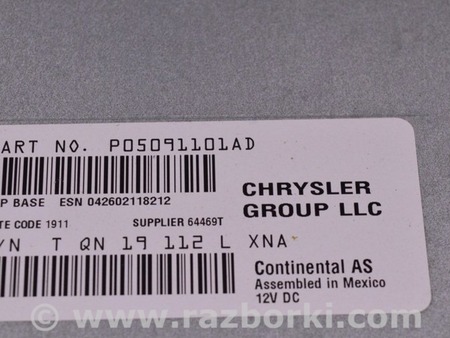 ART NO. P05091101AD
P BASE ESN 042602118212
CHRYSLER
GROUP LLC
TE CODE 1911 SUPPLIER 64469T
/N T QN 19 112 L XNA
Continental AS
Assembled in Mexico
12V DC
© www.razborki.com